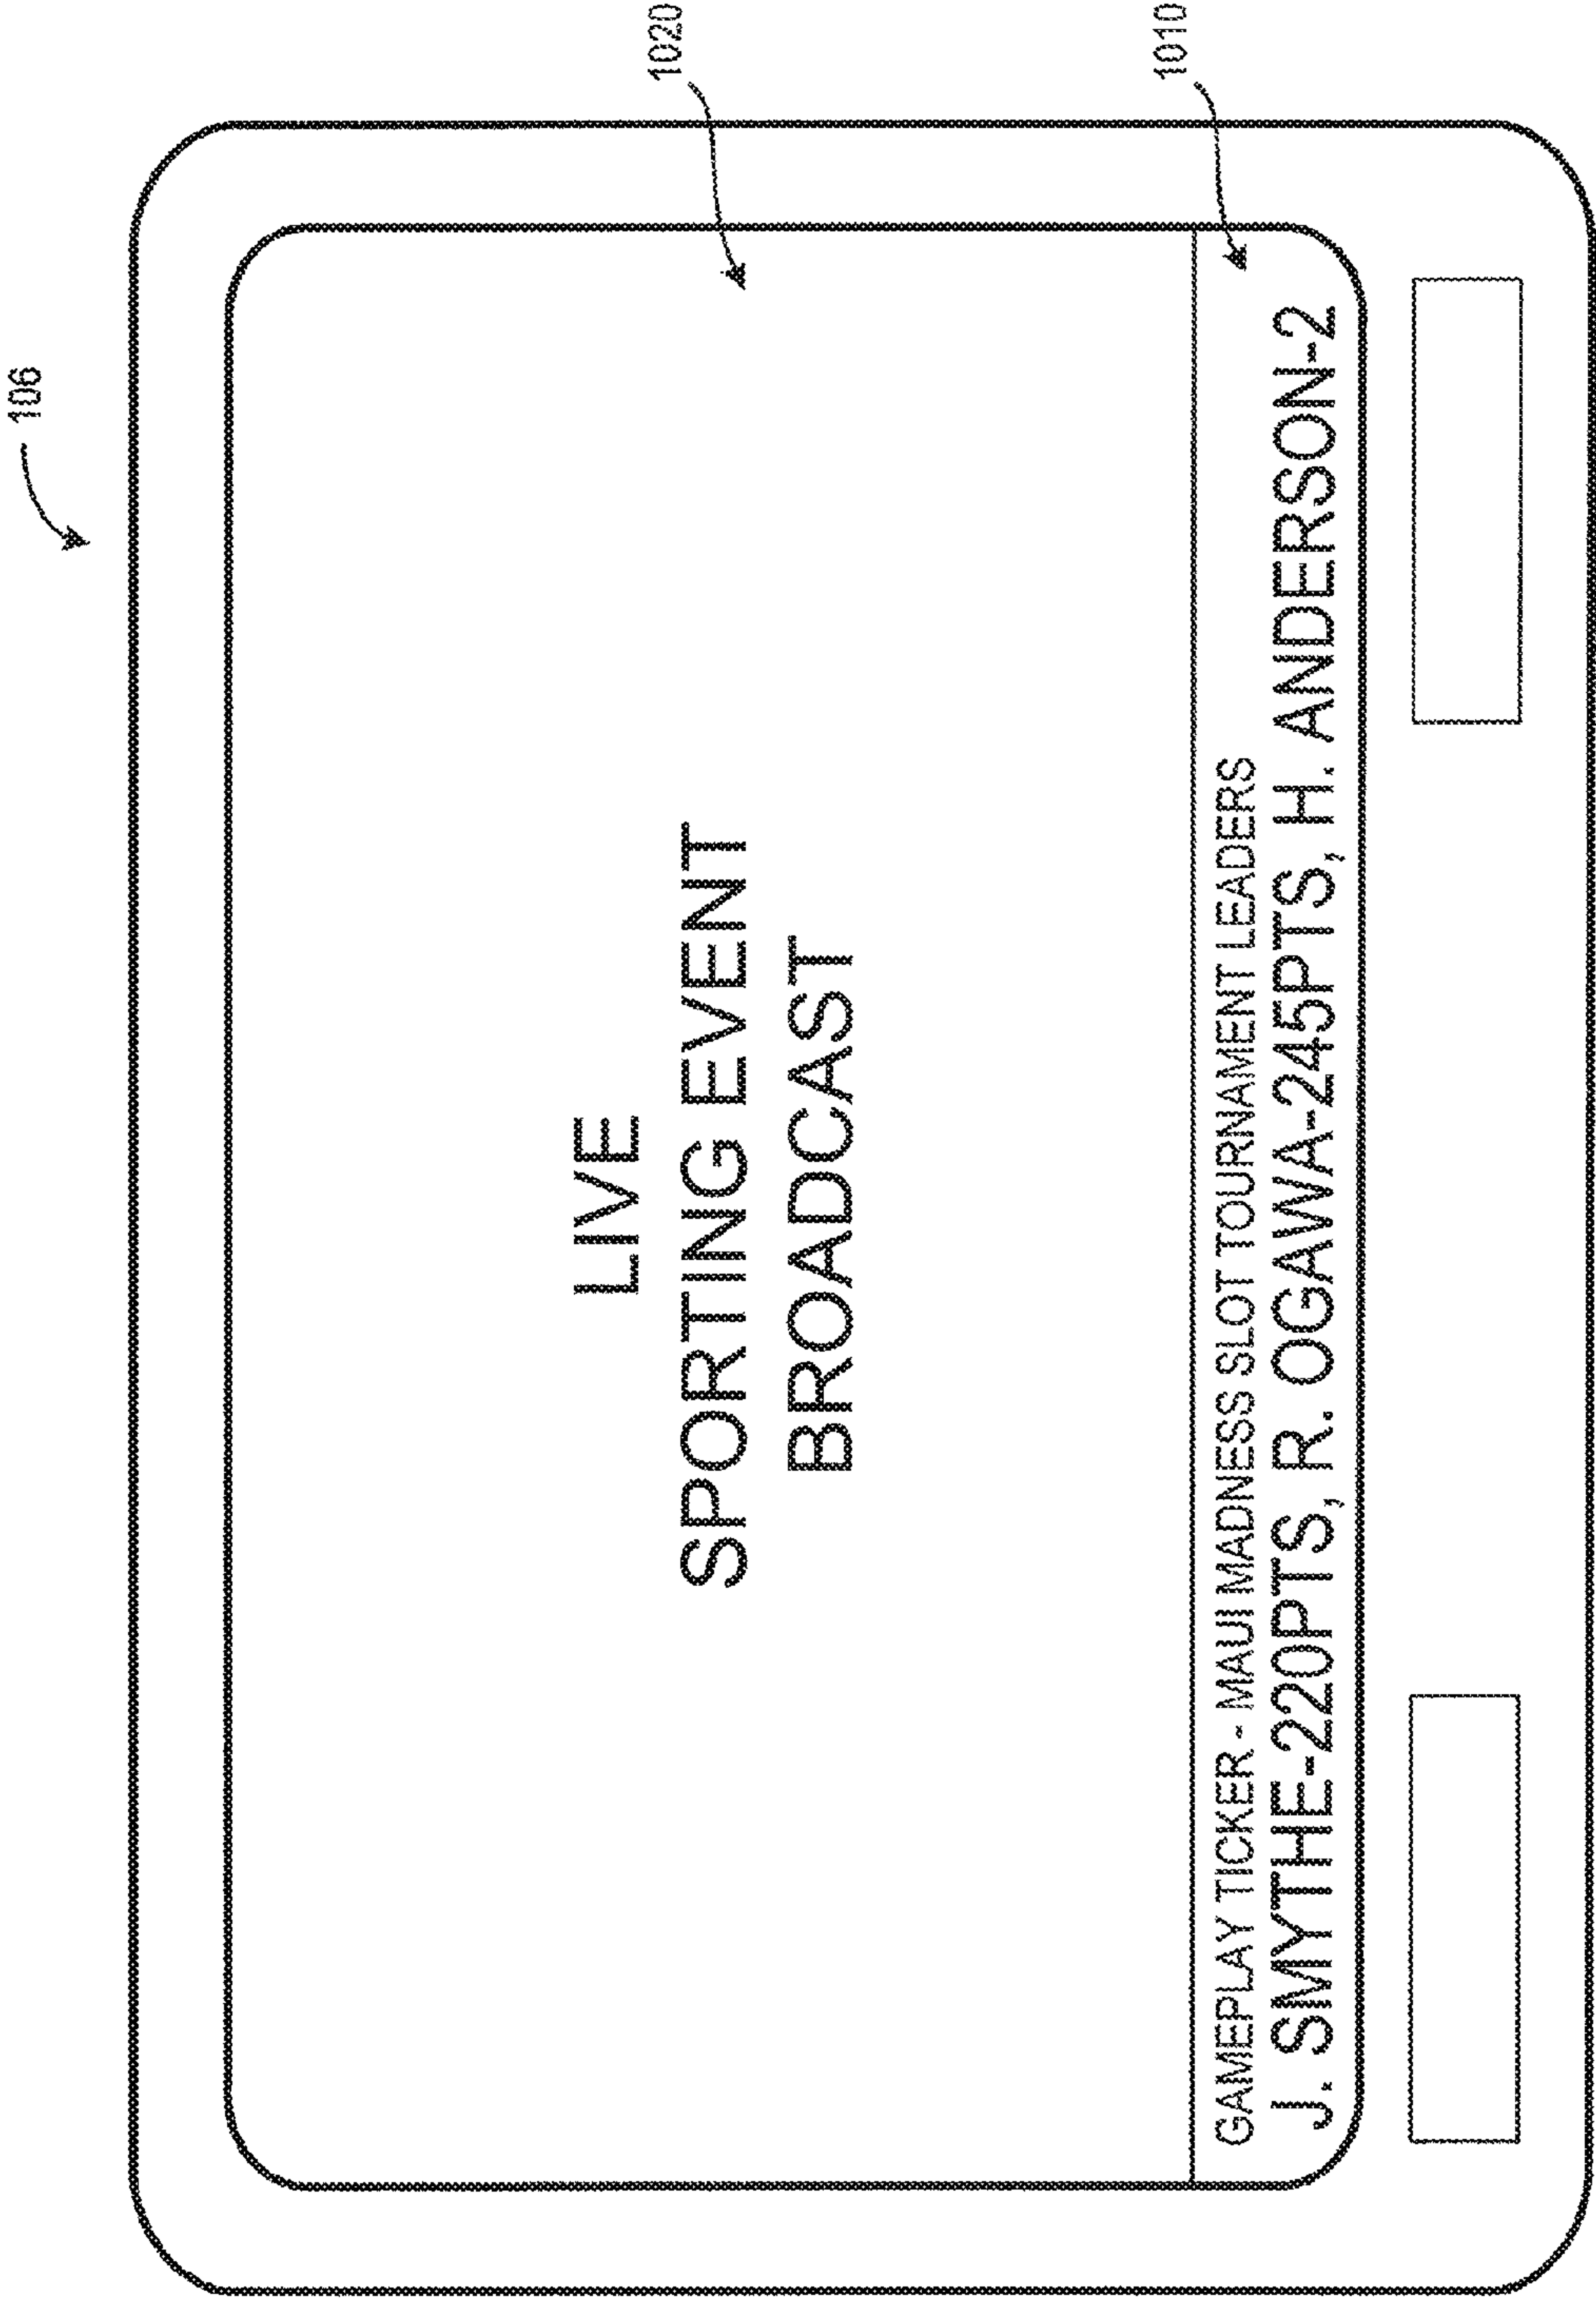 106
1020
LIVE
SPORTING EVENT
BROADCAST
1010
GAMEPLAY TICKER - MAUI MADNESS SLOT TOURNAMENT LEADERS
J. SMYTHE-220PTS, R. OGAWA-245PTS, H. ANDERSON-2